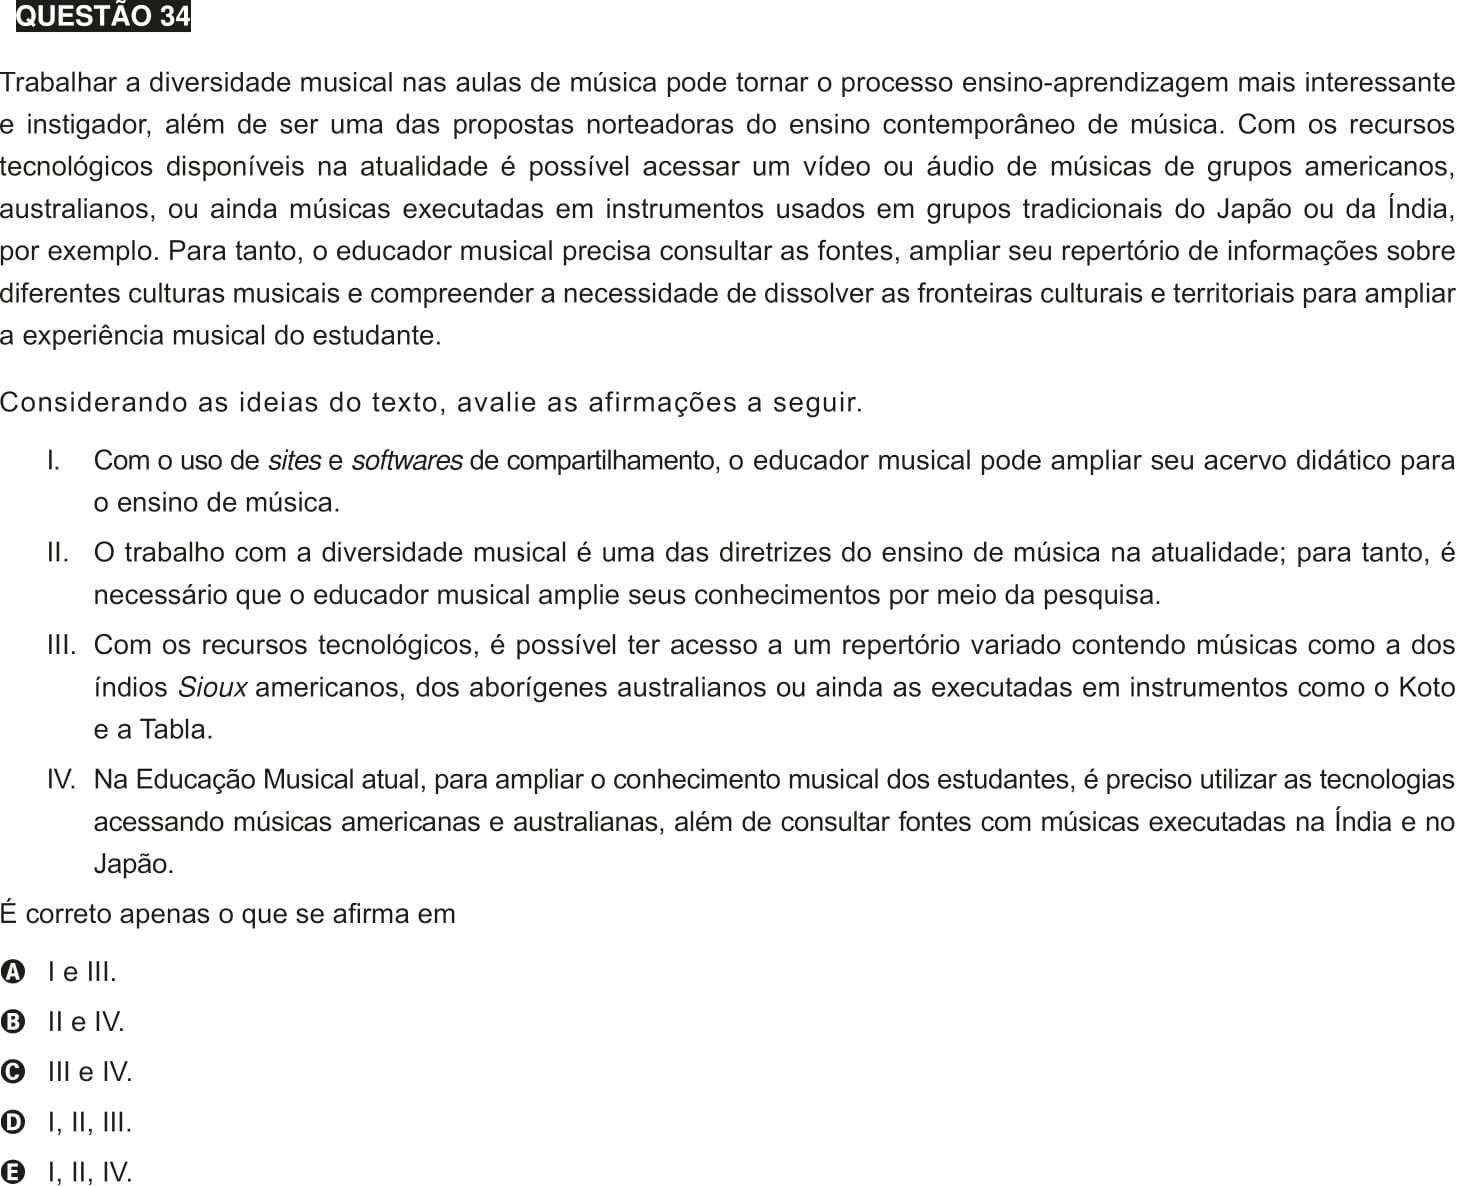 QUESTÃO 34
Trabalhar a diversidade musical nas aulas de música pode tornar o processo ensino-aprendizagem mais interessante
e instigador, além de ser uma das propostas norteadoras do ensino contemporâneo de música. Com os recursos
tecnológicos disponíveis na atualidade é possível acessar um vídeo ou áudio de músicas de grupos americanos,
australianos, ou ainda músicas executadas em instrumentos usados em grupos tradicionais do Japão ou da Índia,
por exemplo. Para tanto, o educador musical precisa consultar as fontes, ampliar seu repertório de informações sobre
diferentes culturas musicais e compreender a necessidade de dissolver as fronteiras culturais e territoriais para ampliar
a experiência musical do estudante.
Considerando as ideias do texto, avalie as afirmações a seguir.
I. Com o uso de sites e softwares de compartilhamento, o educador musical pode ampliar seu acervo didático para
o ensino de música.
II. O trabalho com a diversidade musical é uma das diretrizes do ensino de música na atualidade; para tanto, é
necessário que o educador musical amplie seus conhecimentos por meio da pesquisa.
III. Com os recursos tecnológicos, é possível ter acesso a um repertório variado contendo músicas como a dos
índios Sioux americanos, dos aborígenes australianos ou ainda as executadas em instrumentos como o Koto
e a Tabla.
IV. Na Educação Musical atual, para ampliar o conhecimento musical dos estudantes, é preciso utilizar as tecnologias
acessando músicas americanas e australianas, além de consultar fontes com músicas executadas na Índia e no
Japão.
É correto apenas o que se afirma em
A I e III.
B II e IV.
C III e IV.
D I, II, III.
E I, II, IV.